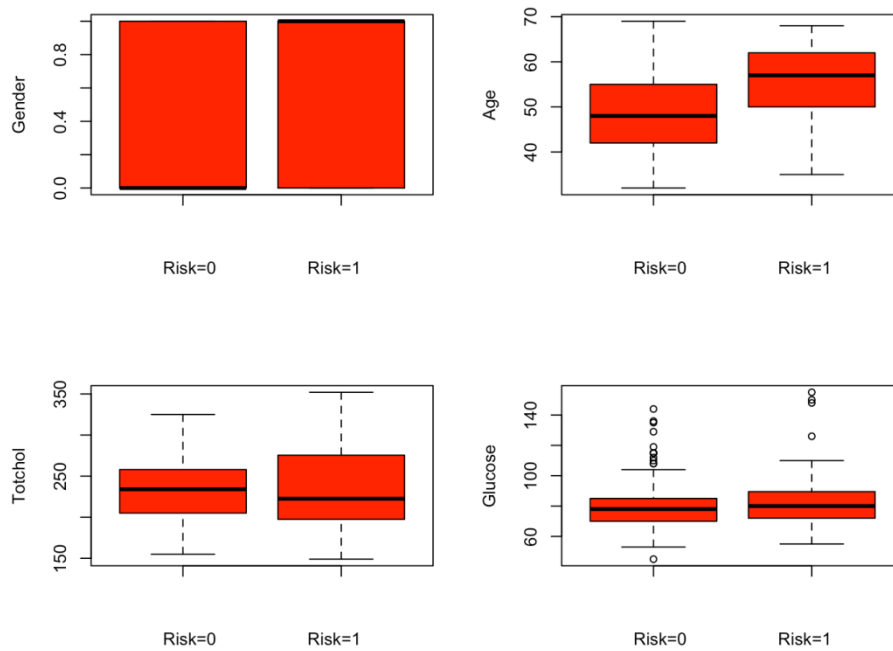 Gender
0.0 0.4 0.8
Risk=0 Risk=1
Age
40 50 60 70
Risk=0 Risk=1
Totchol
150 250 350
Risk=0 Risk=1
Glucose
60 100 140
Risk=0 Risk=1